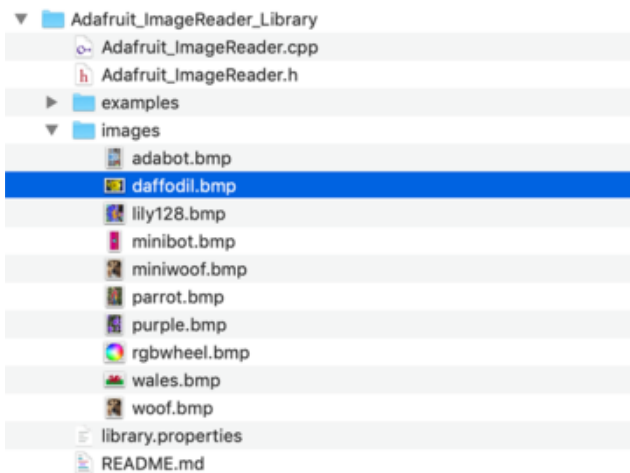 Adafruit_ImageReader_Library
Adafruit_ImageReader.cpp
Adafruit_ImageReader.h
examples
images
adabot.bmp
daffodil.bmp
lily128.bmp
minibot.bmp
miniwoof.bmp
parrot.bmp
purple.bmp
rgbwheel.bmp
wales.bmp
woof.bmp
library.properties
README.md